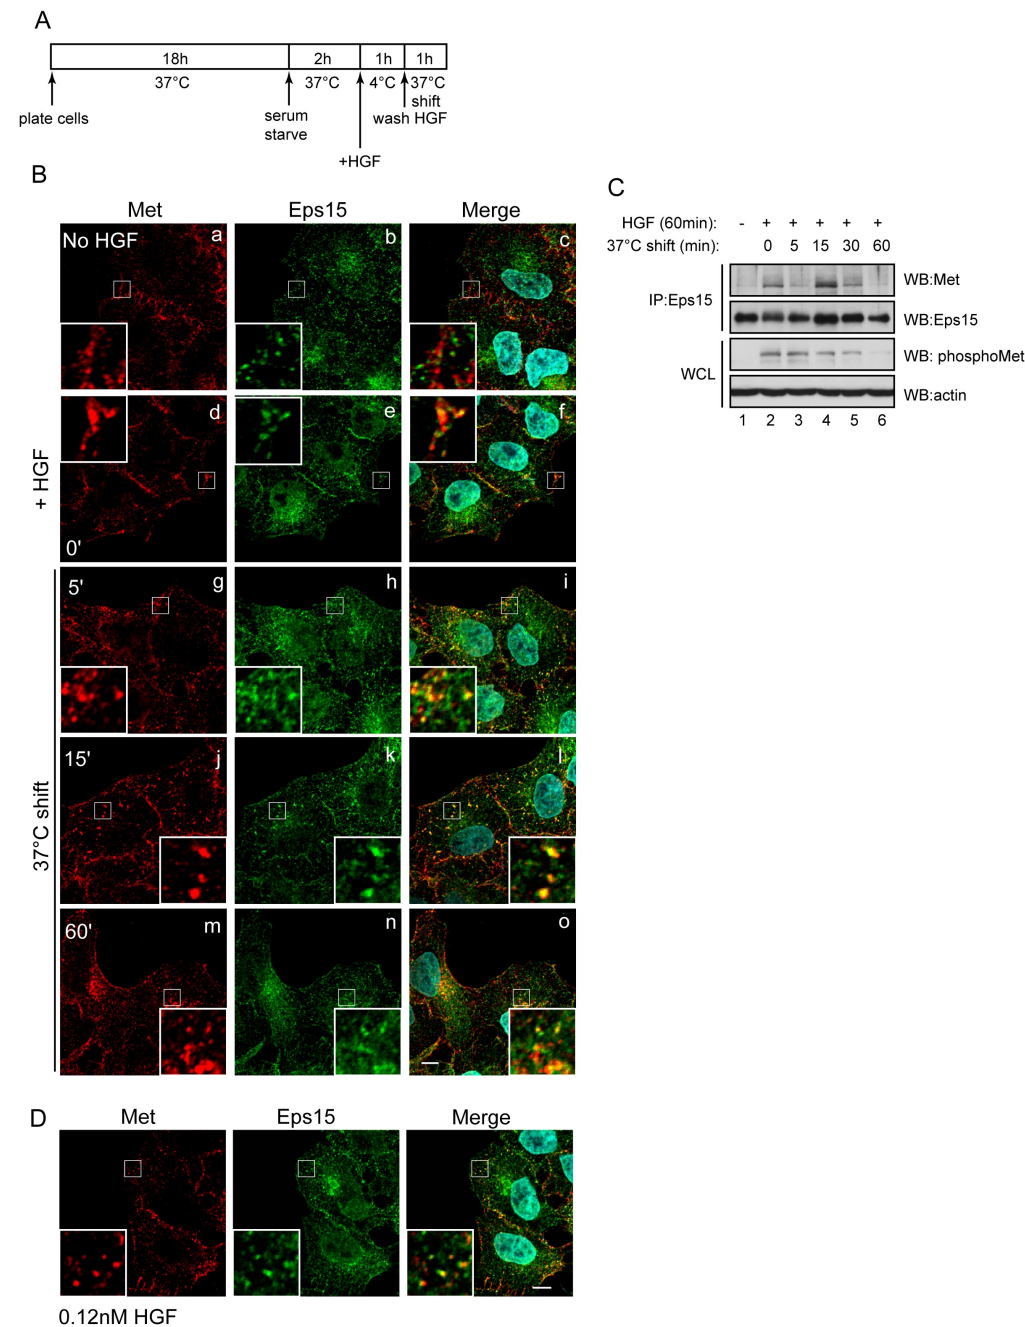 A
18h 2h 1h 1h
37°C 37°C 4°C 37°C
shift
plate cells serum wash HGF
starve
+HGF
B
Met Eps15 Merge
No HGF a b c
+ HGF
d e f
0'
37°C shift
5' g h i
15' j k l
60' m n o
C
HGF (60min): - + + + + +
37°C shift (min): 0 5 15 30 60
IP:Eps15
WB:Met
WB:Eps15
WCL
WB: phosphoMet
WB:actin
1 2 3 4 5 6
D
Met Eps15 Merge
0.12nM HGF